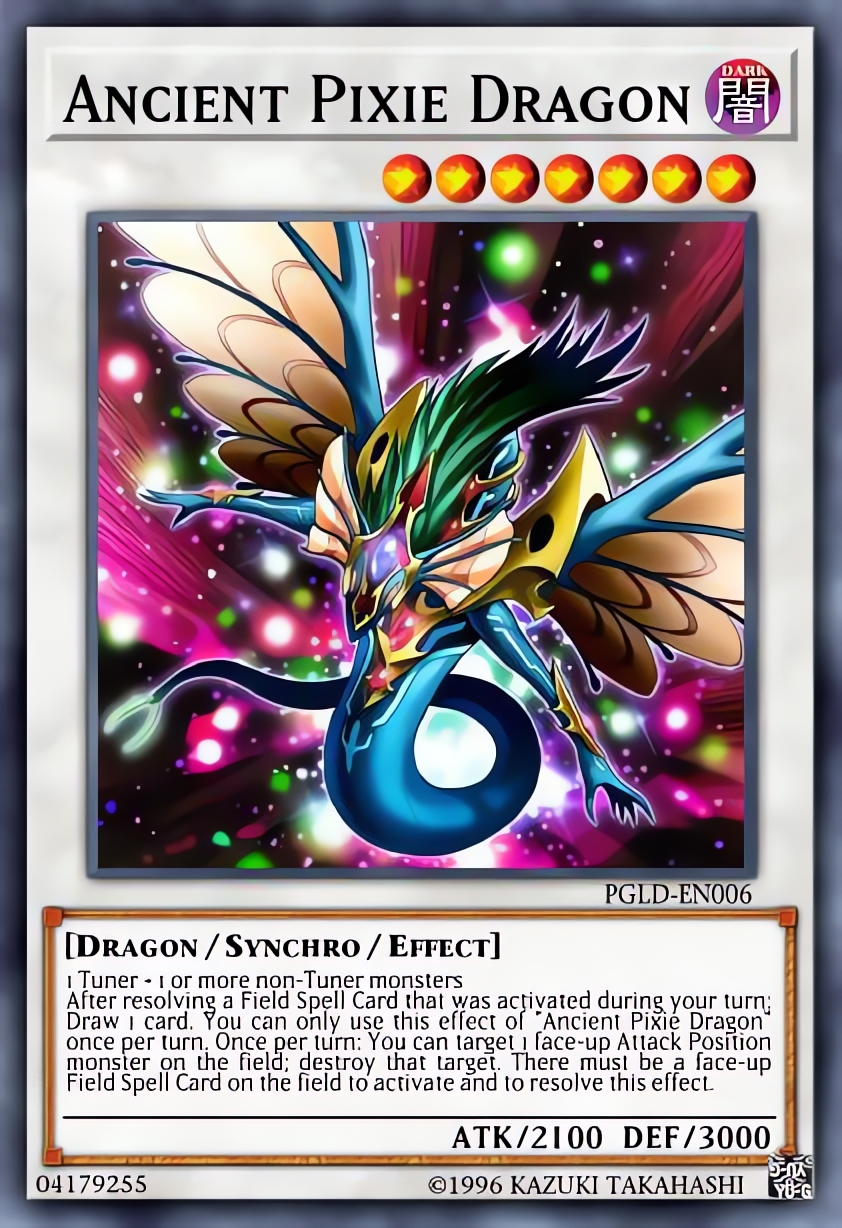 ANCIENT PIXIE DRAGON
DARK
闇
PGLD-EN006
[DRAGON / SYNCHRO / EFFECT]
1 Tuner + 1 or more non-Tuner monsters
After resolving a Field Spell Card that was activated during your turn:
Draw 1 card. You can only use this effect of "Ancient Pixie Dragon"
once per turn. Once per turn: You can target 1 face-up Attack Position
monster on the field; destroy that target. There must be a face-up
Field Spell Card on the field to activate and to resolve this effect.
ATK/2100 DEF/3000
04179255
©1996 KAZUKI TAKAHASHI